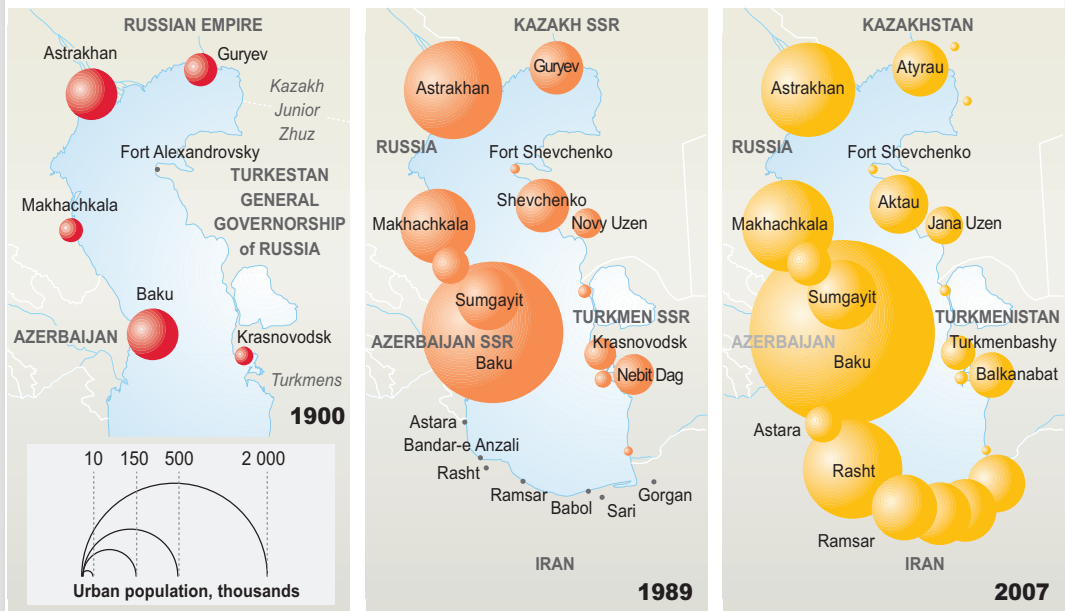 RUSSIAN EMPIRE
Astrakhan
Guryev
Kazakh
Junior
Zhuz
Fort Alexandrovsky
TURKESTAN
GENERAL
GOVERNORSHIP
of RUSSIA
Makhachkala
Baku
AZERBAIJAN
Krasnovodsk
Turkmens
1900
10 150 500 2 000
Urban population, thousands
KAZAKH SSR
Guryev
Astrakhan
RUSSIA
Fort Shevchenko
Shevchenko
Makhachkala
Novy Uzen
Sumgayit
TURKMEN SSR
AZERBAIJAN SSR
Krasnovodsk
Baku
Nebit Dag
Astara
Bandar-e Anzali
Rasht
Ramsar
Babol
Sari
Gorgan
IRAN
1989
KAZAKHSTAN
Atyrau
Astrakhan
RUSSIA
Fort Shevchenko
Aktau
Makhachkala
Jana Uzen
Sumgayit
TURKMENISTAN
AZERBAIJAN
Turkmenbashy
Baku
Balkanabat
Astara
Rasht
Ramsar
IRAN
2007